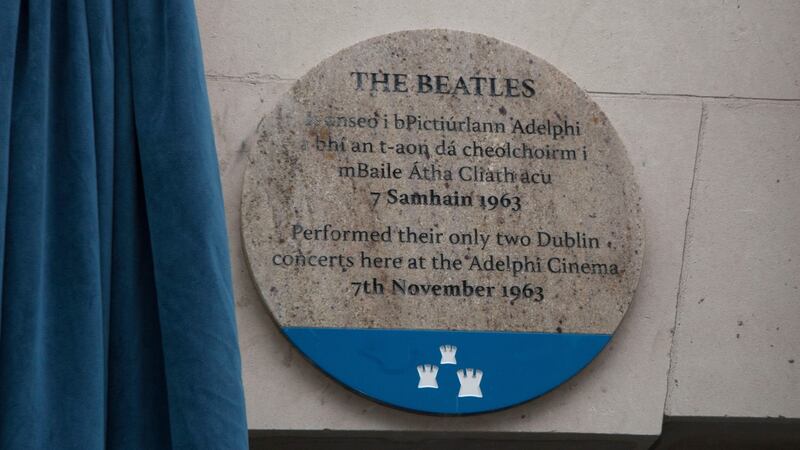 THE BEATLES
anseo i bPictiúrlann Adelphi
a bhí an t-aon dá cheolchoirm i
mBaile Átha Cliath acu
7 Samhain 1963
Performed their only two Dublin
concerts here at the Adelphi Cinema
7th November 1963